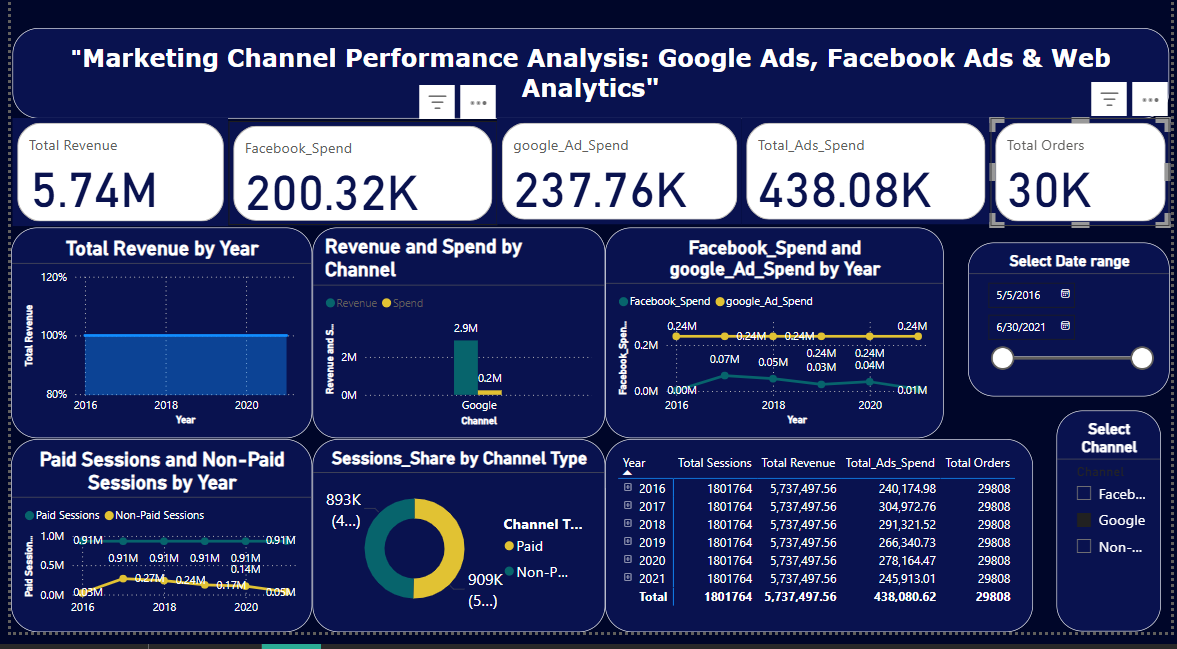 "Marketing Channel Performance Analysis: Google Ads, Facebook Ads & Web
Analytics"
Total Revenue
5.74M
Facebook_Spend
200.32K
google_Ad_Spend
237.76K
Total_Ads_Spend
438.08K
Total Orders
30K
Total Revenue by Year
120%
100%
80%
Total Revenue
2016
2018
2020
Year
Revenue and Spend by
Channel
Revenue
Spend
Revenue and S...
2M
0M
2.9M
0.2M
Google
Channel
Facebook_Spend and
google_Ad_Spend by Year
Facebook_Spend
google_Ad_Spend
Facebook_Spen...
0.2M
0.0M
0.24M
0.24M
0.24M
0.24M
0.24M
0.24M
0.00M
0.07M
0.05M
0.03M
0.04M
0.01M
2016
2018
2020
Year
Select Date range
5/5/2016
6/30/2021
Paid Sessions and Non-Paid
Sessions by Year
Paid Sessions
Non-Paid Sessions
Paid Session...
1.0M
0.5M
0.0M
0.91M
0.91M
0.91M
0.91M
0.91M
0.91M
0.03M
0.27M
0.24M
0.17M
0.14M
0.05M
2016
2018
2020
Year
Sessions_Share by Channel Type
893K
(4...)
909K
(5...)
Channel T...
Paid
Non-P...
Year Total Sessions Total Revenue Total_Ads_Spend Total Orders
2016 1801764 5,737,497.56 240,174.98 29808
2017 1801764 5,737,497.56 304,972.76 29808
2018 1801764 5,737,497.56 291,321.52 29808
2019 1801764 5,737,497.56 266,340.73 29808
2020 1801764 5,737,497.56 278,164.47 29808
2021 1801764 5,737,497.56 245,913.01 29808
Total 1801764 5,737,497.56 438,080.62 29808
Select
Channel
Channel
Faceb...
Google
Non-...